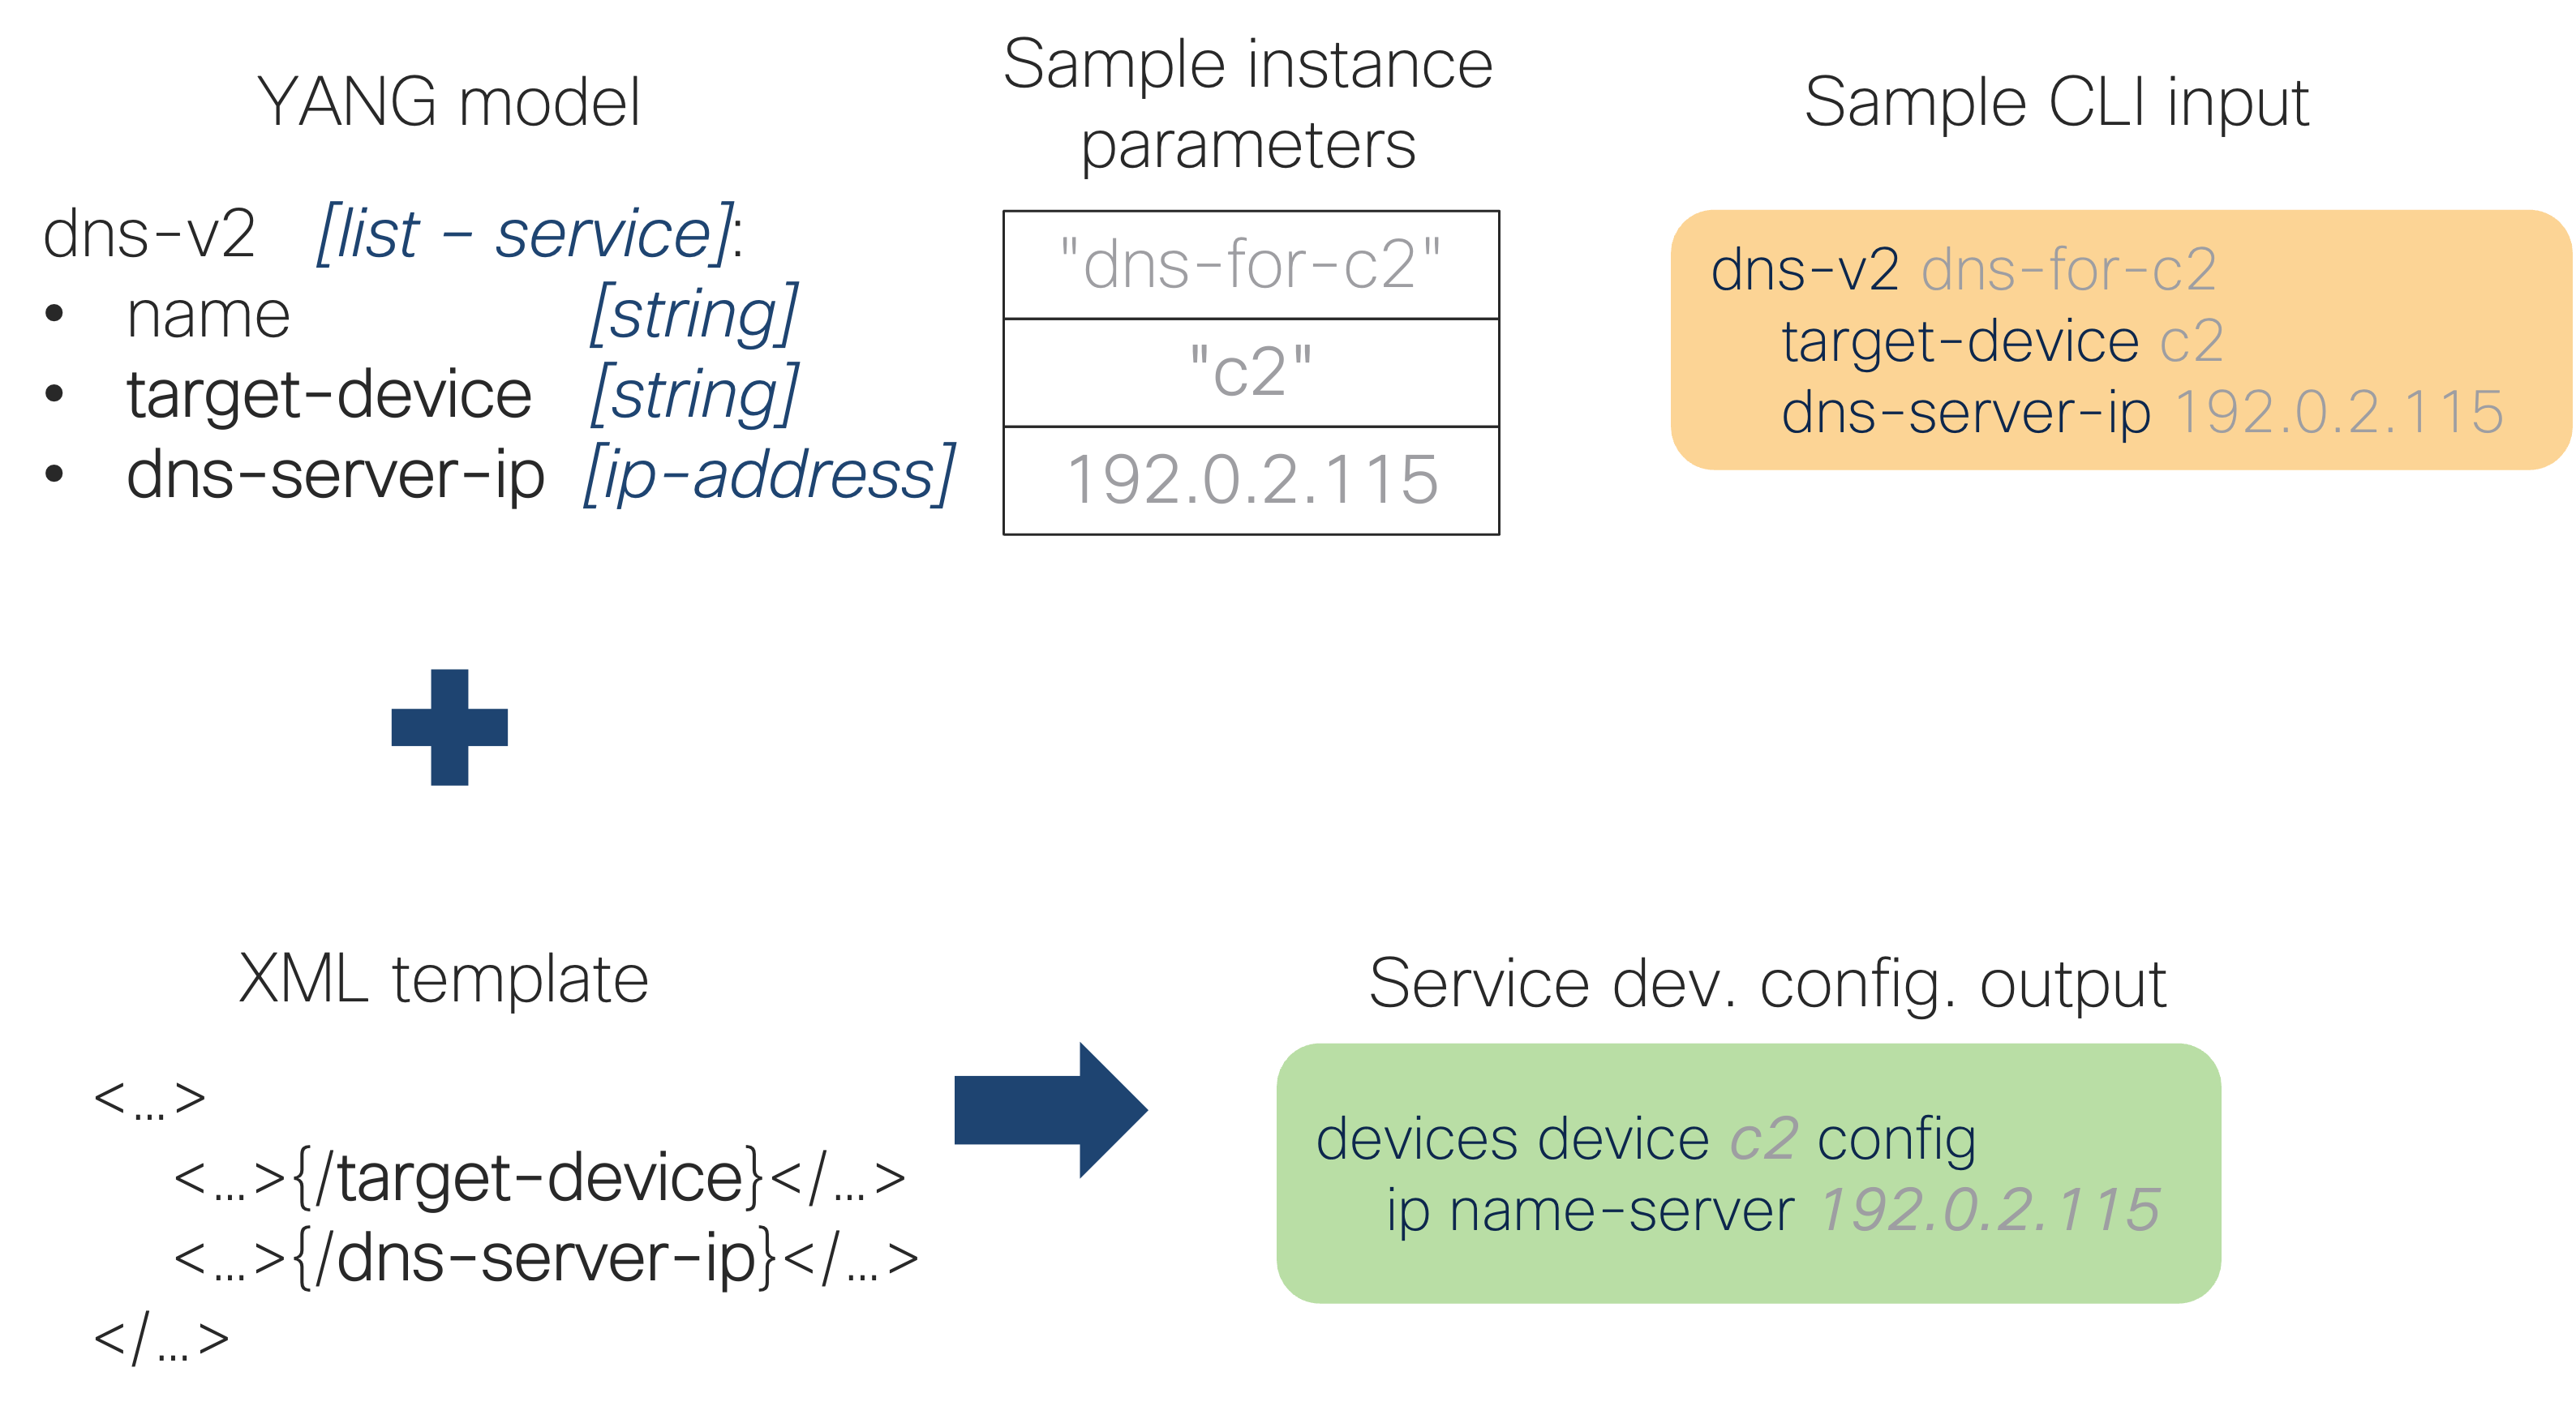 YANG model
dns-v2 [list - service]:
• name [string]
• target-device [string]
• dns-server-ip [ip-address]
Sample instance
parameters
"dns-for-c2"
"c2"
192.0.2.115
Sample CLI input
dns-v2 dns-for-c2
target-device c2
dns-server-ip 192.0.2.115
XML template
<...>
<...>{/target-device}</...>
<...>{/dns-server-ip}</...>
</...>
Service dev. config. output
devices device c2 config
ip name-server 192.0.2.115